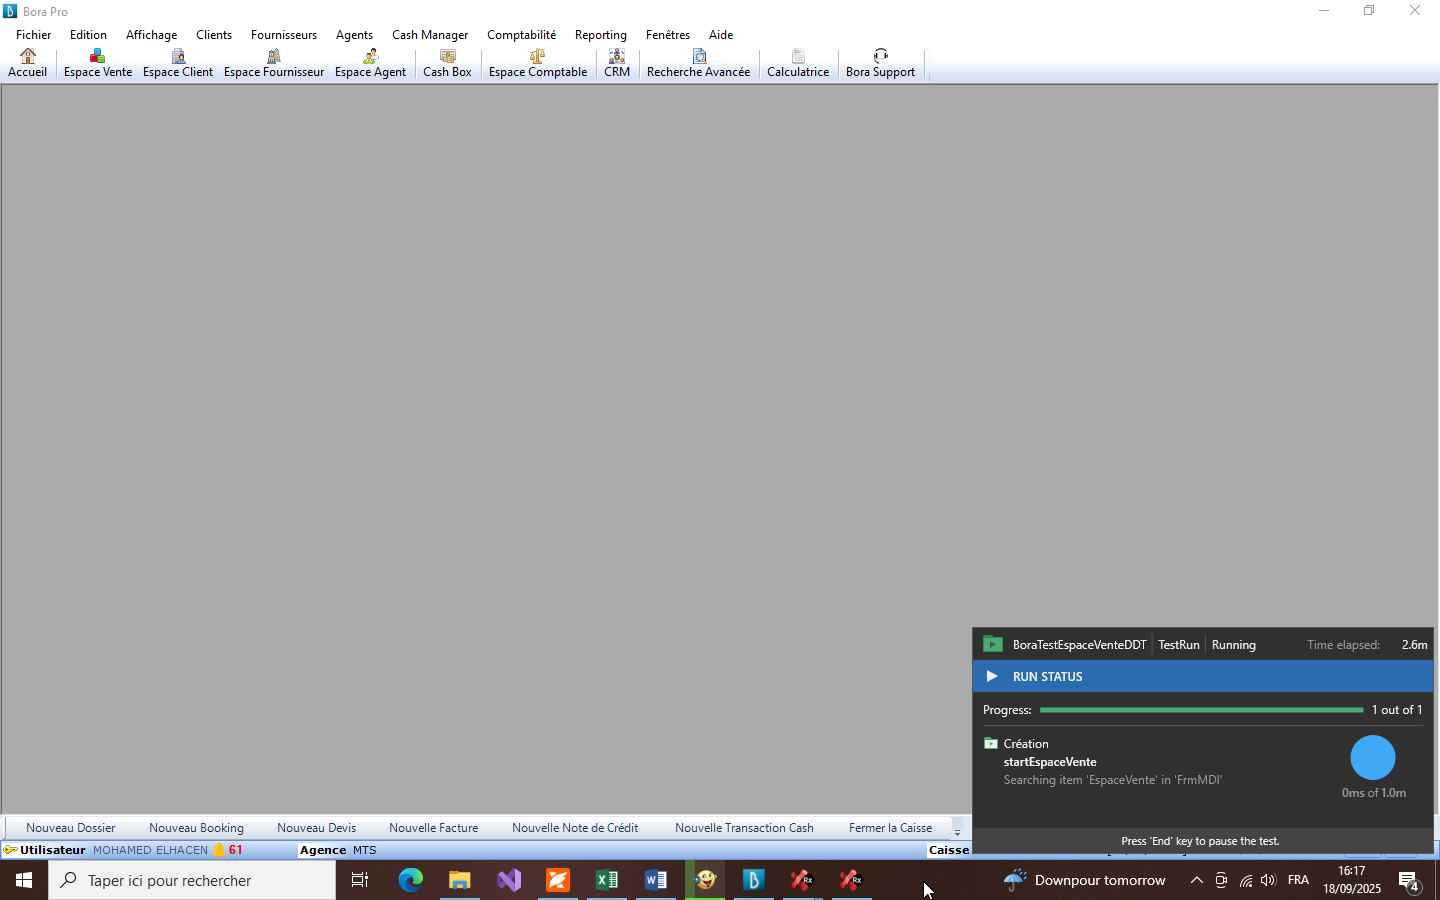 Bora Pro
Fichier Edition Affichage Clients Fournisseurs Agents Cash Manager Comptabilité Reporting Fenêtres Aide
Accueil Espace Vente Espace Client Espace Fournisseur Espace Agent Cash Box Espace Comptable CRM Recherche Avancée Calculatrice Bora Support
BoraTestEspaceVenteDDT TestRun Running Time elapsed: 2.6m
RUN STATUS
Progress: 1 out of 1
Création
startEspaceVente
Searching item 'EspaceVente' in 'FrmMDI'
0ms of 1.0m
Press 'End' key to pause the test.
Nouveau Dossier Nouveau Booking Nouveau Devis Nouvelle Facture Nouvelle Note de Crédit Nouvelle Transaction Cash Fermer la Caisse
Utilisateur MOHAMED ELHACEN 61 Agence MTS Caisse
Taper ici pour rechercher
Downpour tomorrow
FRA
16:17
18/09/2025
4